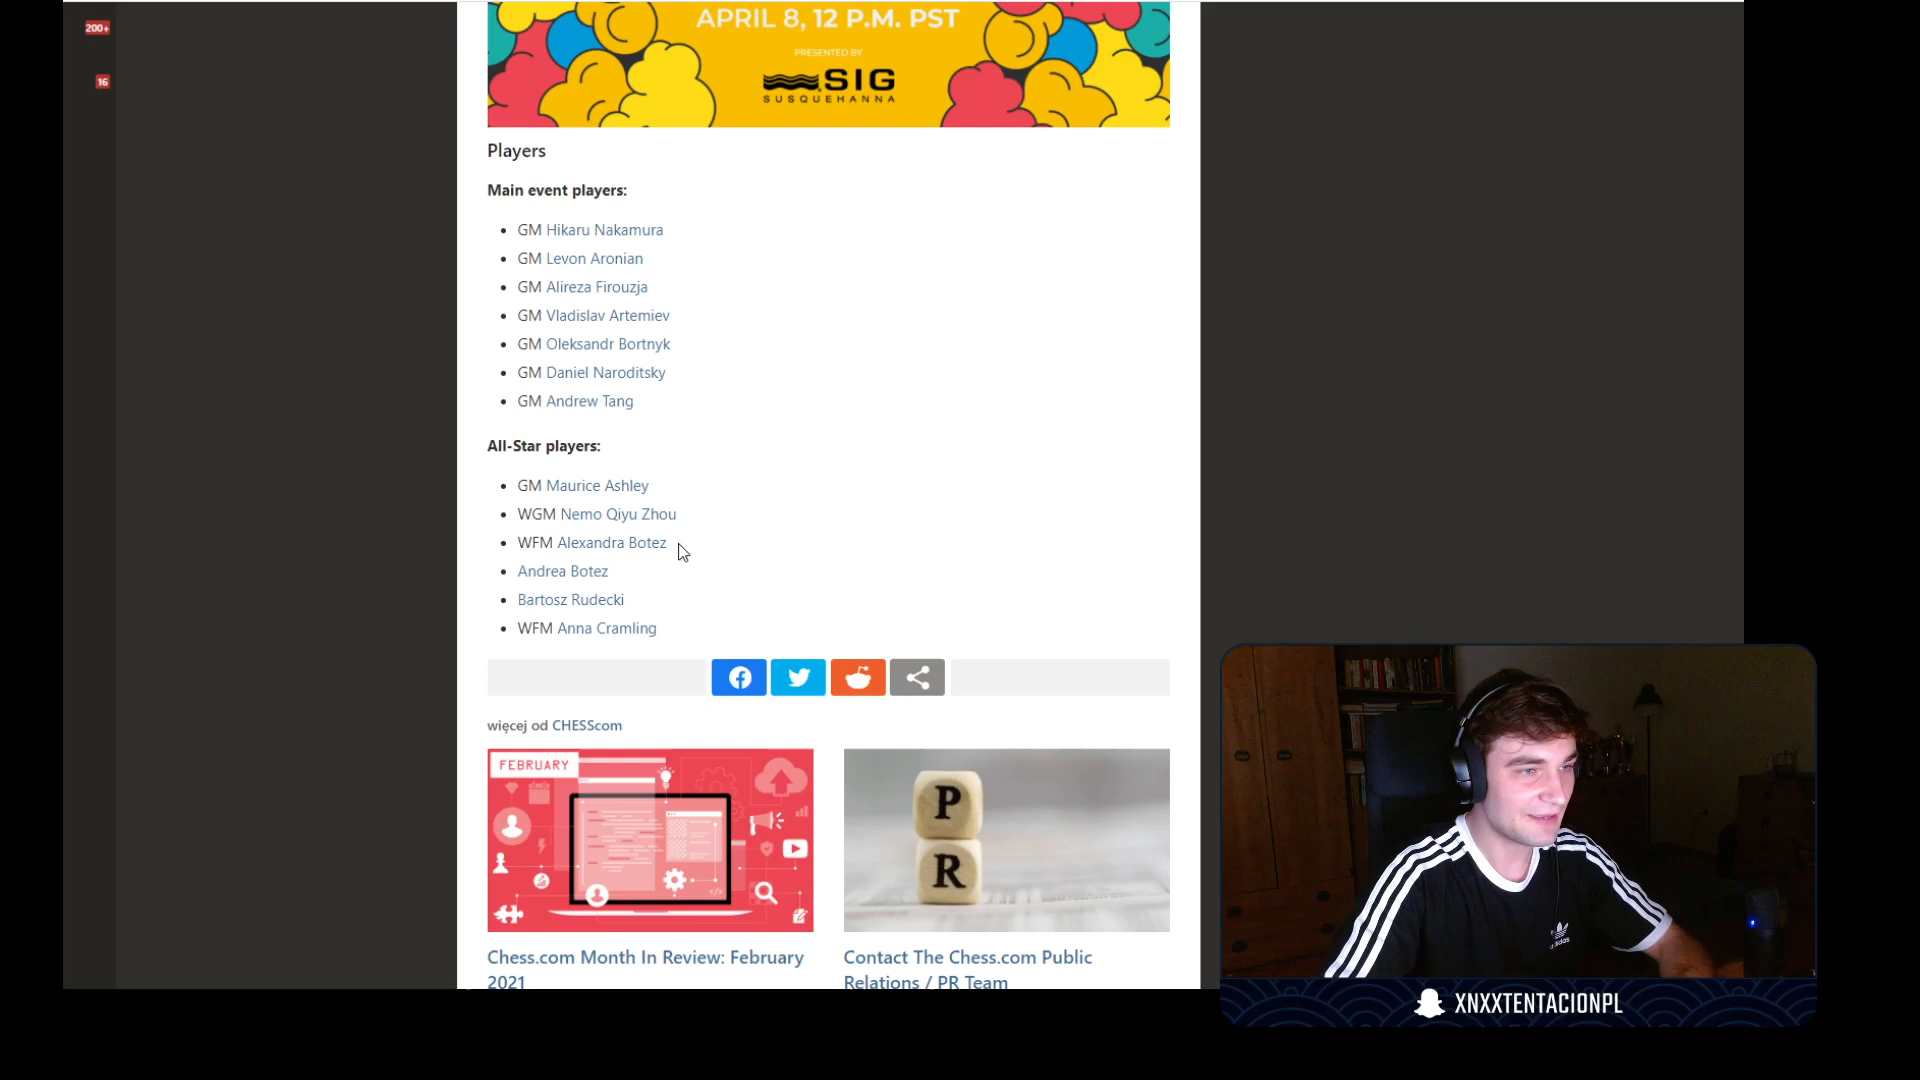 200+
16
APRIL 8, 12 P.M. PST
PRESENTED BY
SIG
SUSQUEHANNA
Players
Main event players:
GM Hikaru Nakamura
GM Levon Aronian
GM Alireza Firouzja
GM Vladislav Artemiev
GM Oleksandr Bortnyk
GM Daniel Naroditsky
GM Andrew Tang
All-Star players:
GM Maurice Ashley
WGM Nemo Qiyu Zhou
WFM Alexandra Botez
Andrea Botez
Bartosz Rudecki
WFM Anna Cramling
więcej od CHESScom
FEBRUARY
P
R
Chess.com Month In Review: February
2021
Contact The Chess.com Public
Relations / PR Team
adidas
XNXXTENTACIONPL